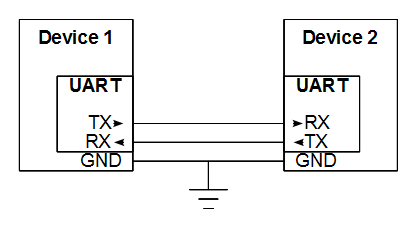 Device 1
Device 2
UART
UART
TX
RX
RX
TX
GND
GND